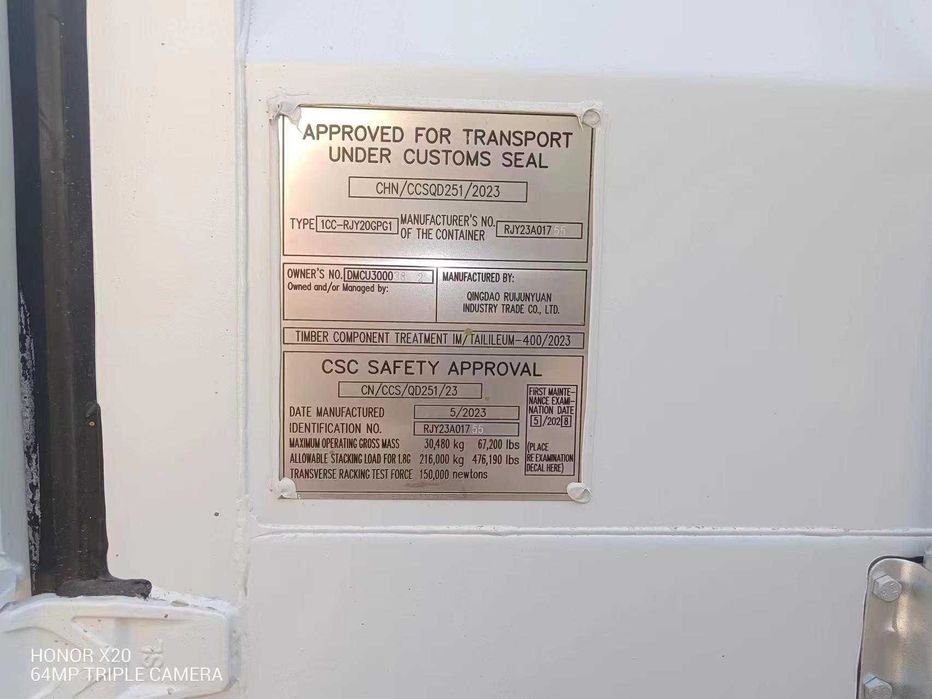 APPROVED FOR TRANSPORT
UNDER CUSTOMS SEAL
CHN/CCSQD251/2023
TYPE 1CC-RJY20GPG1 MANUFACTURER'S NO. OF THE CONTAINER RJY23A01755
OWNER'S NO.
Owned and/or Managed by:
MANUFACTURED BY:
QINGDAO RUIJUNYUAN
INDUSTRY TRADE CO., LTD.
TIMBER COMPONENT TREATMENT IM/TAILILEUM-400/2023
CSC SAFETY APPROVAL
CN/CCS/QD251/23
DATE MANUFACTURED 5/2023
IDENTIFICATION NO. RJY23A01755
MAXIMUM OPERATING GROSS MASS 30,480 kg 67,200 lbs
ALLOWABLE STACKING LOAD FOR 1.8G 216,000 kg 476,190 lbs
TRANSVERSE RACKING TEST FORCE 150,000 newtons
FIRST MAINTE-
NANCE EXAMI-
NATION DATE
5/2028
(PLACE
RE EXAMINATION
DECAL HERE)
HONOR X20
64MP TRIPLE CAMERA